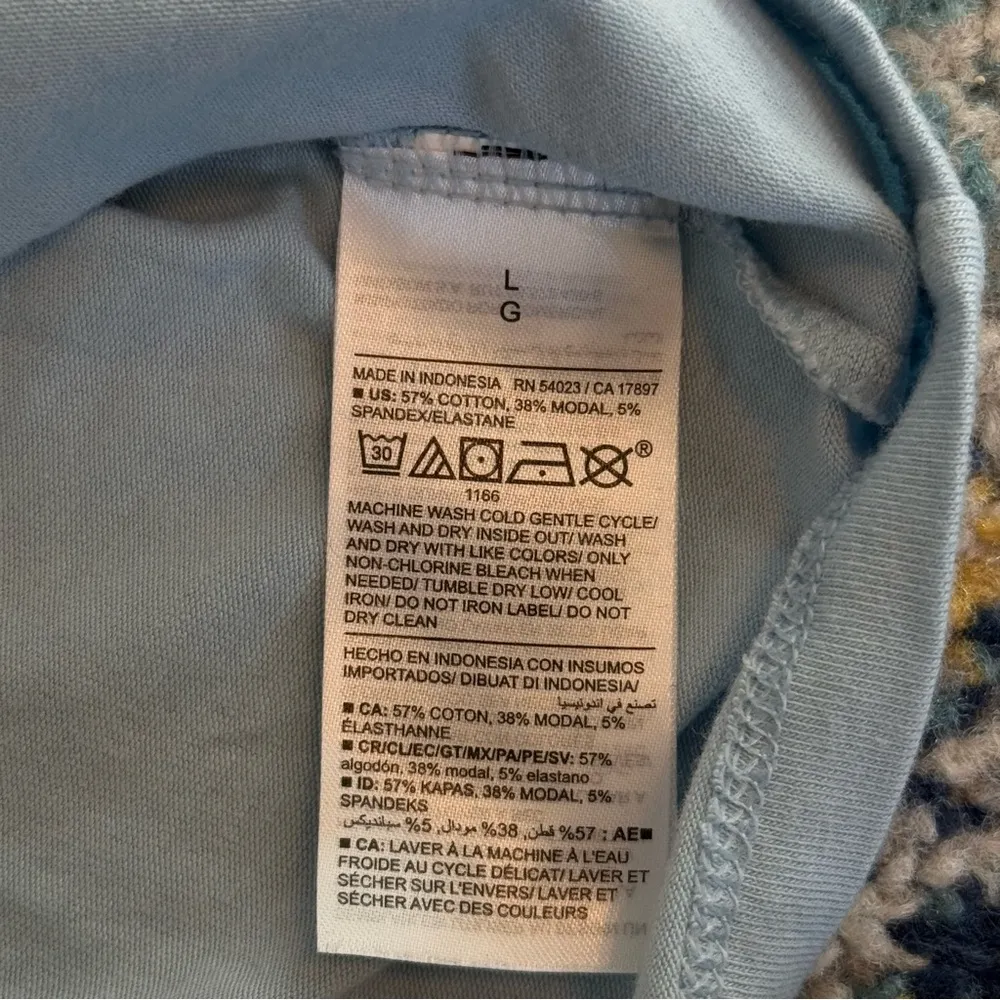 L
G
MADE IN INDONESIA RN 54023 / CA 17897
■ US: 57% COTTON, 38% MODAL, 5%
SPANDEX/ELASTANE
30
®
1166
MACHINE WASH COLD GENTLE CYCLE/
WASH AND DRY INSIDE OUT/ WASH
AND DRY WITH LIKE COLORS/ ONLY
NON-CHLORINE BLEACH WHEN
NEEDED/ TUMBLE DRY LOW/ COOL
IRON/ DO NOT IRON LABEL/ DO NOT
DRY CLEAN
HECHO EN INDONESIA CON INSUMOS
IMPORTADOS/ DIBUAT DI INDONESIA/
تصنع في اندونيسيا
■ CA: 57% COTON, 38% MODAL, 5%
ÉLASTHANNE
■ CR/CL/EC/GT/MX/PA/PE/SV: 57%
algodón, 38% modal, 5% elastano
■ ID: 57% KAPAS, 38% MODAL, 5%
SPANDEKS
■AE : 57% قطن, 38% مودال, 5% سباندیکس
■ CA: LAVER À LA MACHINE À L'EAU
FROIDE AU CYCLE DÉLICAT/ LAVER ET
SÉCHER SUR L'ENVERS/ LAVER ET
SÉCHER AVEC DES COULEURS